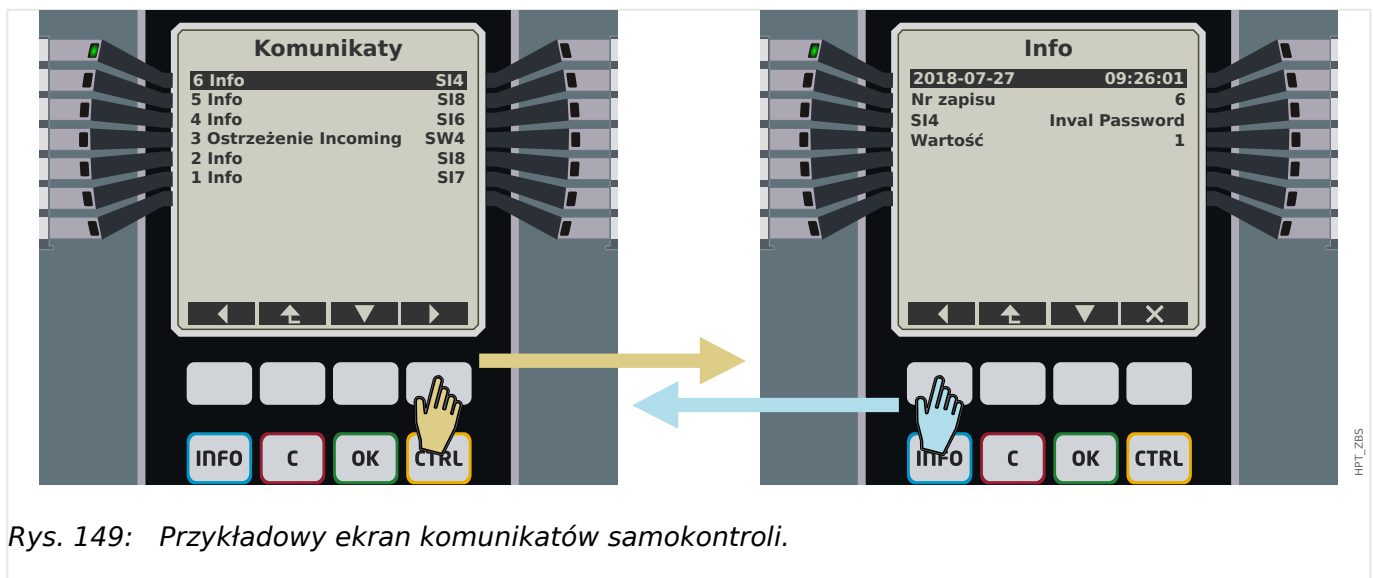 Komunikaty
6 Info SI4
5 Info SI8
4 Info SI6
3 Ostrzeżenie Incoming SW4
2 Info SI8
1 Info SI7
INFO C OK CTRL
Info
2018-07-27 09:26:01
Nr zapisu 6
SI4 Inval Password
Wartość 1
INFO C OK CTRL
HPT_ZBS
Rys. 149: Przykładowy ekran komunikatów samokontroli.